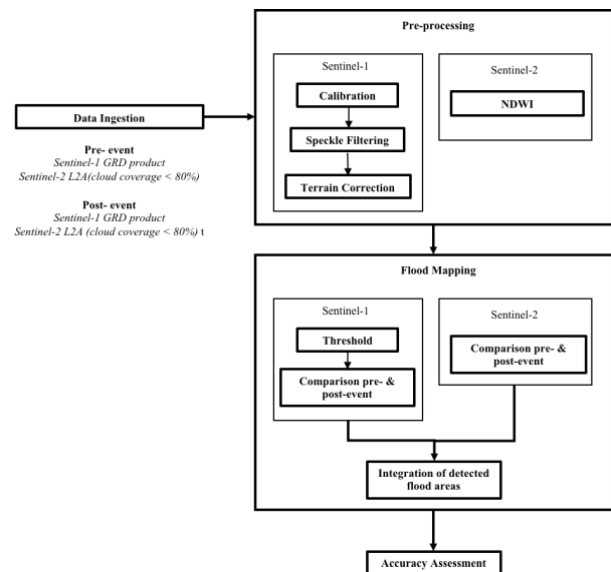 Pre-processing
Sentinel-1
Calibration
Speckle Filtering
Terrain Correction
Sentinel-2
NDWI
Data Ingestion
Pre- event
Sentinel-1 GRD product
Sentinel-2 L2A(cloud coverage < 80%)
Post- event
Sentinel-1 GRD product
Sentinel-2 L2A (cloud coverage < 80%) t
Flood Mapping
Sentinel-1
Threshold
Comparison pre- &
post-event
Sentinel-2
Comparison pre- &
post-event
Integration of detected
flood areas
Accuracy Assessment